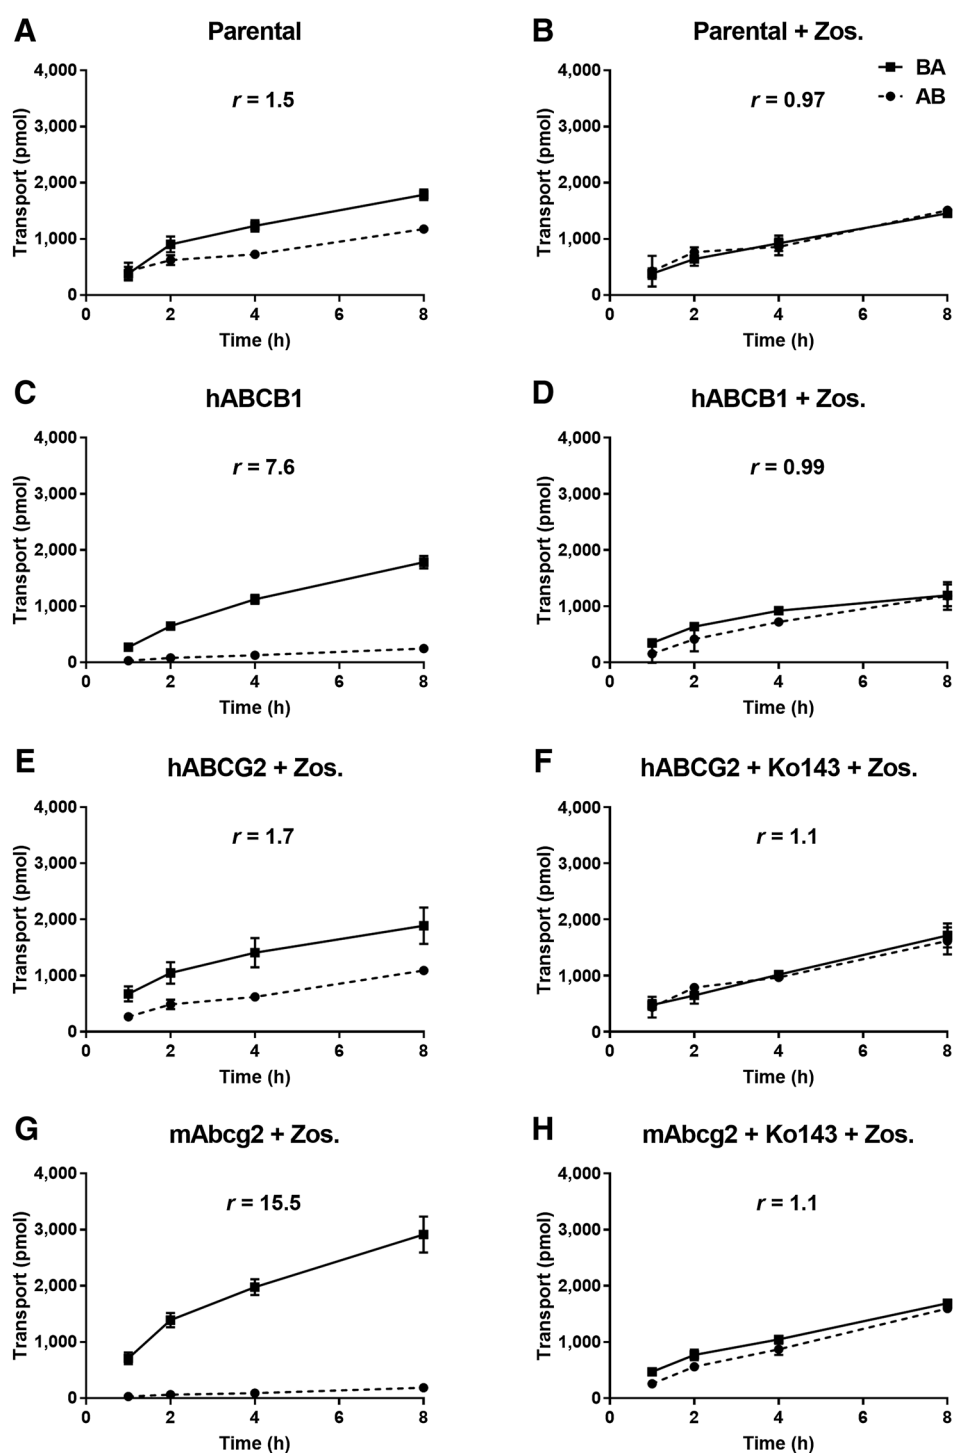 A
Parental
4,000
3,000
2,000
1,000
0
Transport (pmol)
r = 1.5
0 2 4 6 8
Time (h)
B
Parental + Zos.
BA
AB
4,000
3,000
2,000
1,000
0
Transport (pmol)
r = 0.97
0 2 4 6 8
Time (h)
C
hABCB1
4,000
3,000
2,000
1,000
0
Transport (pmol)
r = 7.6
0 2 4 6 8
Time (h)
D
hABCB1 + Zos.
4,000
3,000
2,000
1,000
0
Transport (pmol)
r = 0.99
0 2 4 6 8
Time (h)
E
hABCG2 + Zos.
4,000
3,000
2,000
1,000
0
Transport (pmol)
r = 1.7
0 2 4 6 8
Time (h)
F
hABCG2 + Ko143 + Zos.
4,000
3,000
2,000
1,000
0
Transport (pmol)
r = 1.1
0 2 4 6 8
Time (h)
G
mAbcg2 + Zos.
4,000
3,000
2,000
1,000
0
Transport (pmol)
r = 15.5
0 2 4 6 8
Time (h)
H
mAbcg2 + Ko143 + Zos.
4,000
3,000
2,000
1,000
0
Transport (pmol)
r = 1.1
0 2 4 6 8
Time (h)